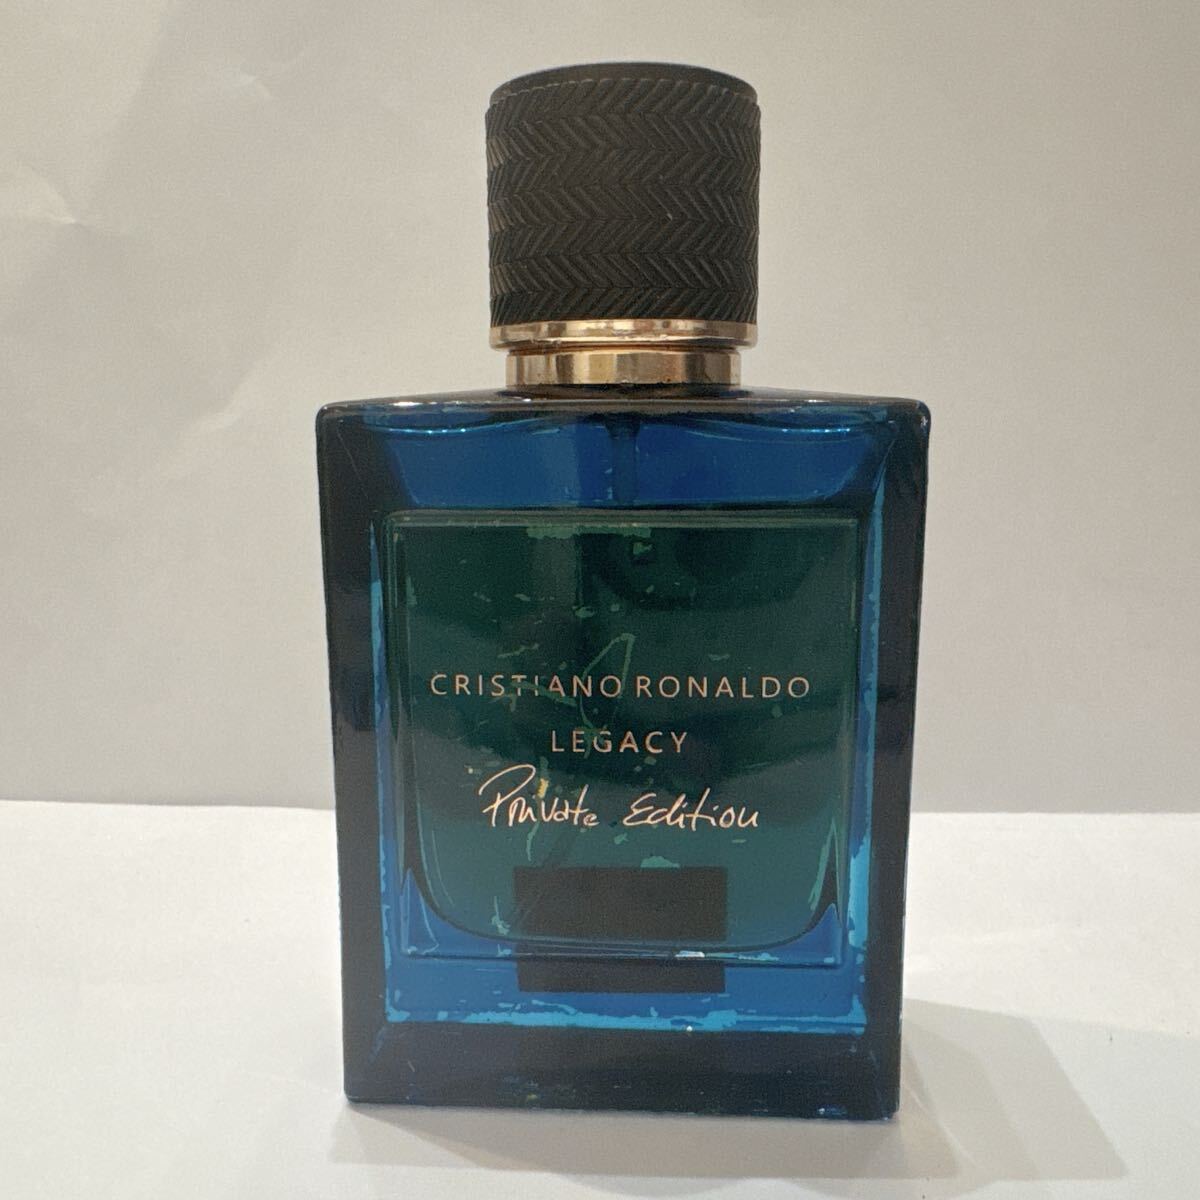 CRISTIANO RONALDO
LEGACY
Private Edition